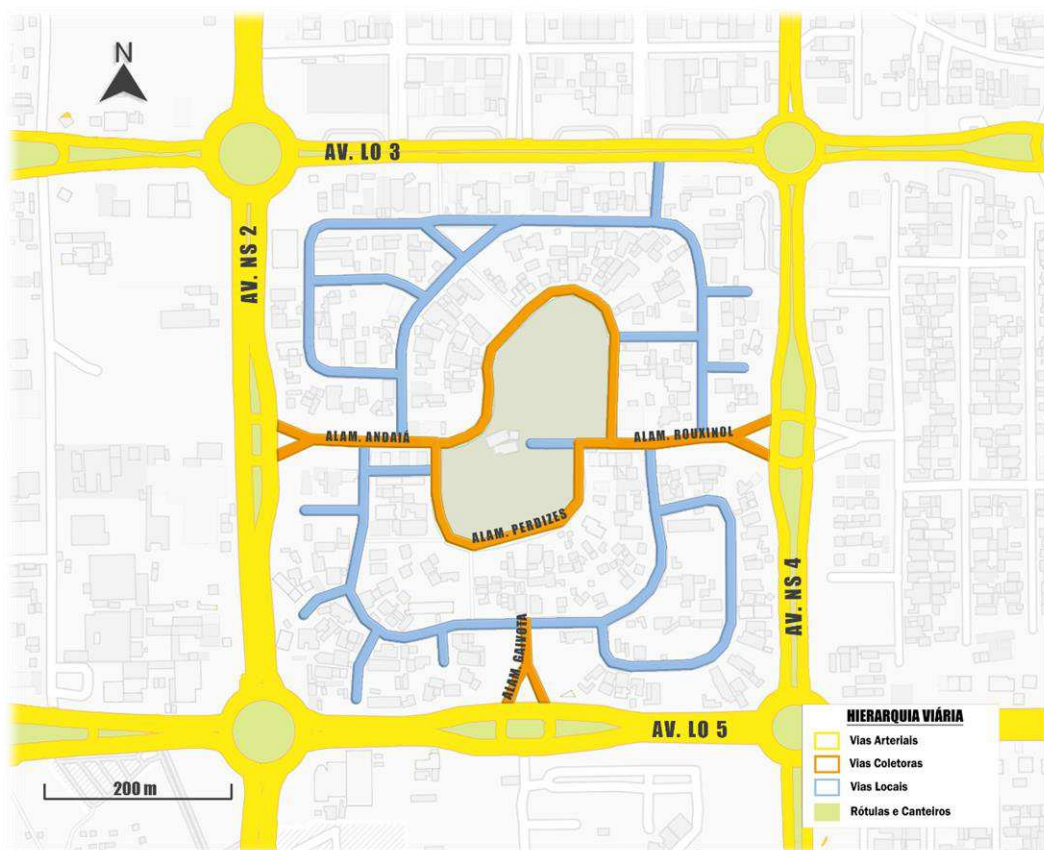 N
AV. LO 3
AV. NS 2
ALAM. ANDAIÁ
ALAM. ROUXINOL
ALAM. PERDIZES
AV. NS 4
ALAM. GAIVOTA
AV. LO 5
200 m
HIERARQUIA VIÁRIA
Vias Arteriais
Vias Coletoras
Vias Locais
Rótulas e Canteiros